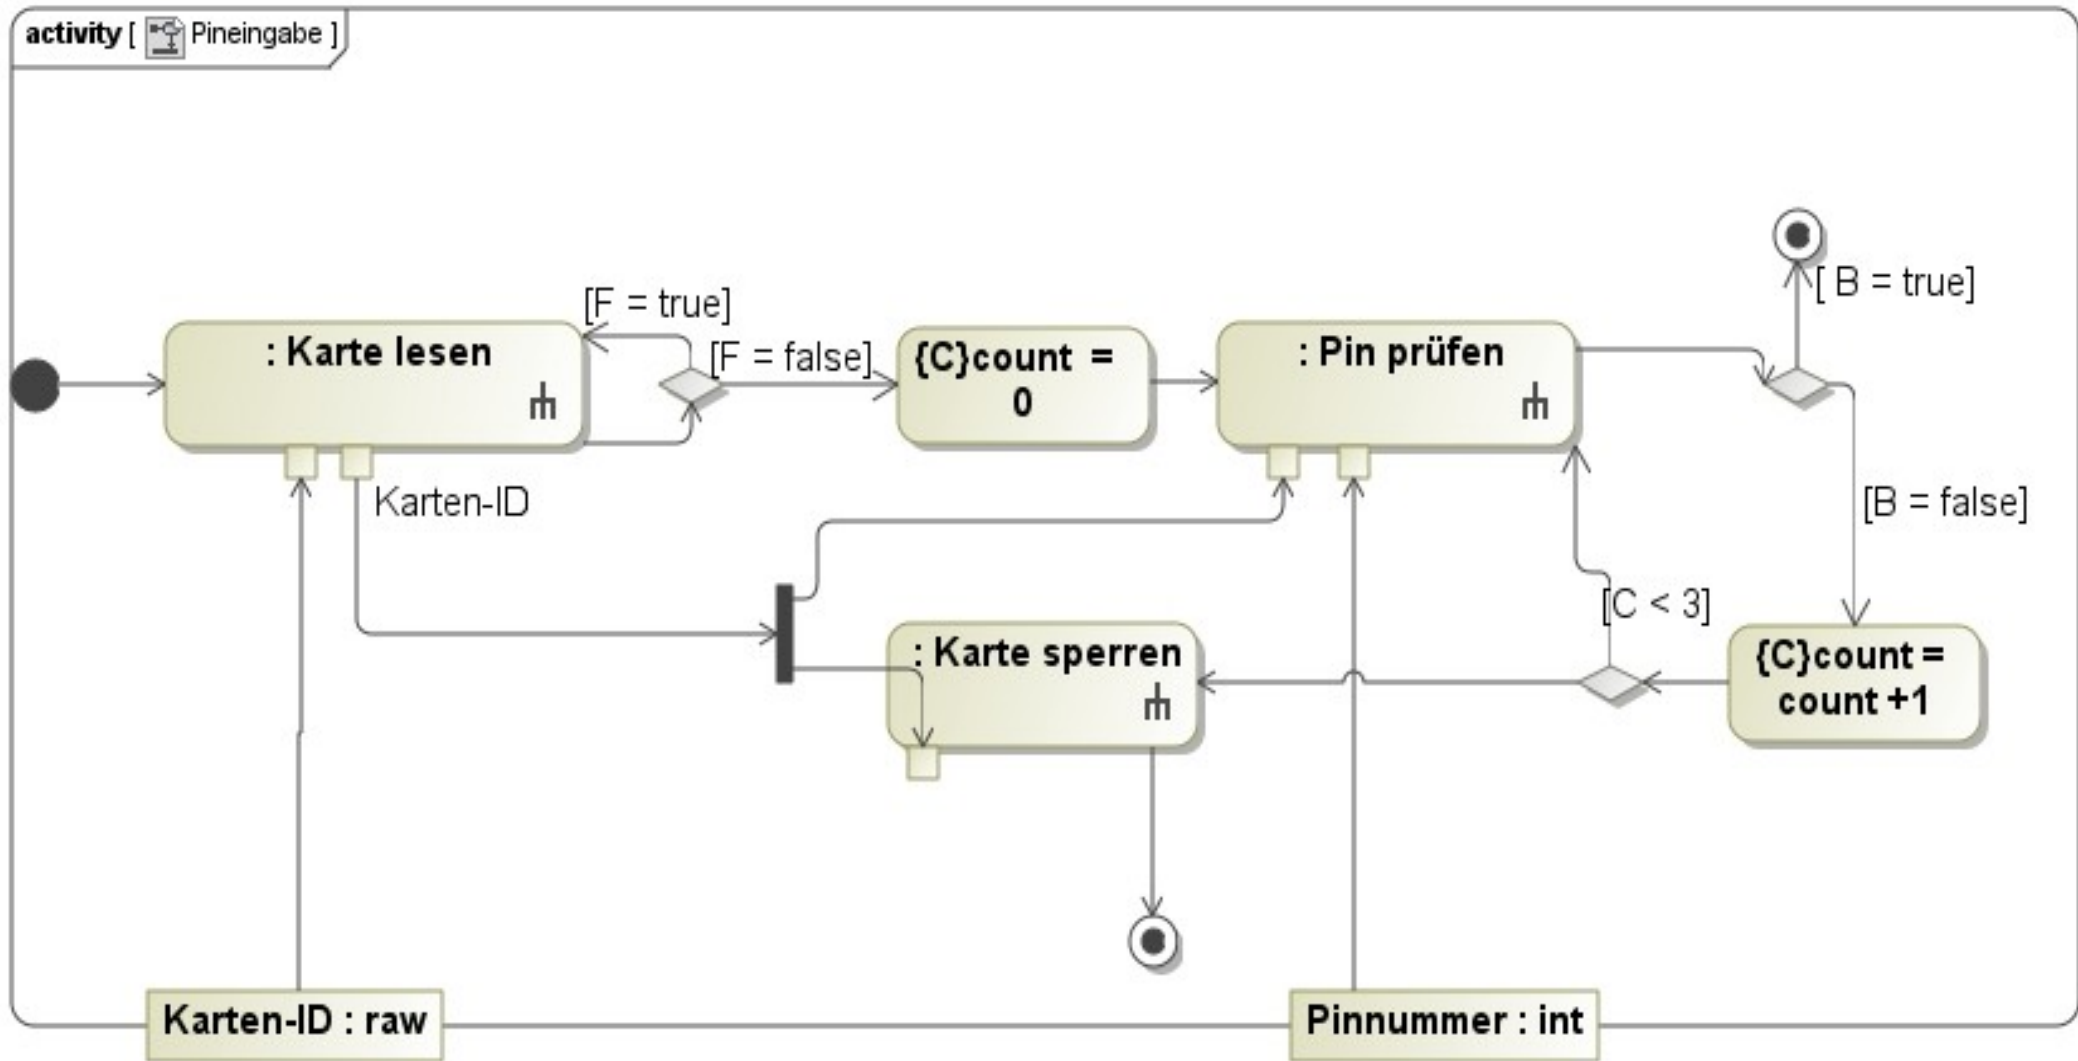 activity [ Pineingabe ]
[ B = true]
[F = true]
: Karte lesen
[F = false]
{C}count =
0
: Pin prüfen
Karten-ID
[B = false]
[C < 3]
: Karte sperren
{C}count =
count +1
Karten-ID : raw
Pinnummer : int